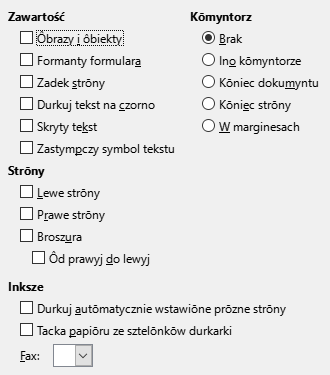 Zawartość
Ôbrazy i ôbiekty
Formanty formulara
Zadek strōny
Durkuj tekst na czorno
Skryty tekst
Zastympczy symbol tekstu
Kōmyntorz
Brak
Ino kōmyntorze
Kōniec dokumyntu
Kōniec strōny
W marginesach
Strōny
Lewe strōny
Prawe strōny
Broszura
Ôd prawyj do lewyj
Inksze
Durkuj autōmatycznie wstawiōne prōzne strōny
Tacka papiōru ze sztelōnkōw durkarki
Fax: